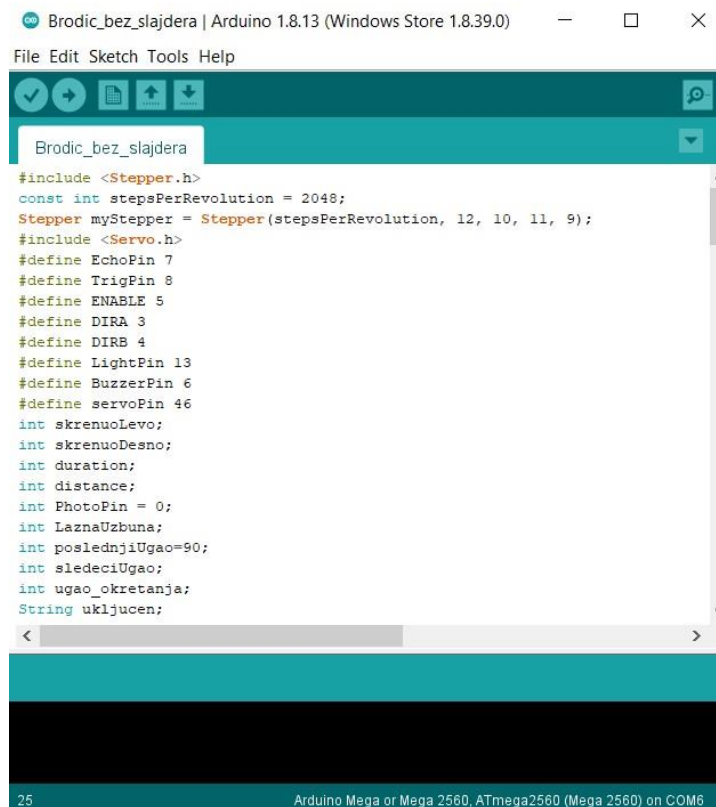 Brodic_bez_slajdera | Arduino 1.8.13 (Windows Store 1.8.39.0)
File Edit Sketch Tools Help
Brodic_bez_slajdera
#include <Stepper.h>
const int stepsPerRevolution = 2048;
Stepper myStepper = Stepper(stepsPerRevolution, 12, 10, 11, 9);
#include <Servo.h>
#define EchoPin 7
#define TrigPin 8
#define ENABLE 5
#define DIRA 3
#define DIRB 4
#define LightPin 13
#define BuzzerPin 6
#define servoPin 46
int skrenuoLevo;
int skrenuoDesno;
int duration;
int distance;
int PhotoPin = 0;
int LaznaUzbuna;
int poslednjiUgao=90;
int sledeciUgao;
int ugao_okretanja;
String ukljucen;
25 Arduino Mega or Mega 2560, ATmega2560 (Mega 2560) on COM6